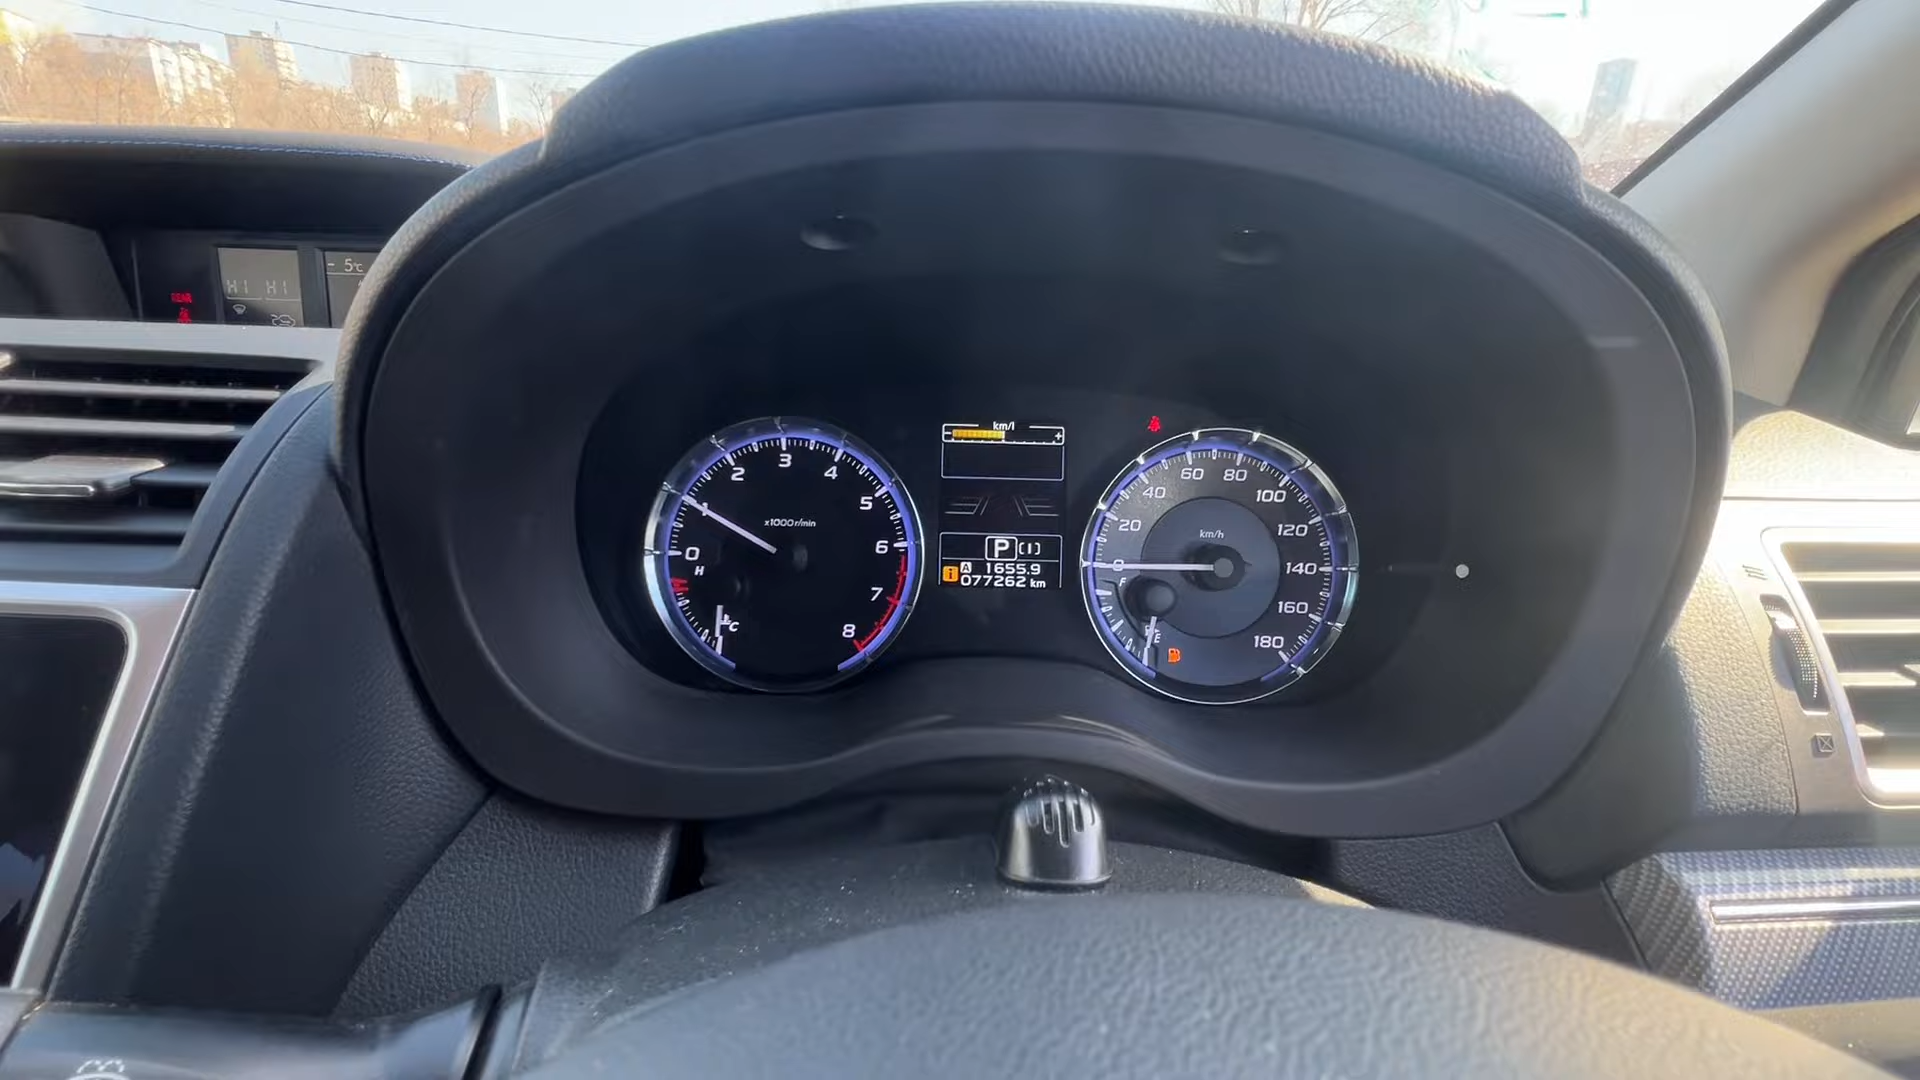 - 5°C
HI HI
REAR
km/l
- +
0 1 2 3 4 5 6 7 8
x1000r/min
H
C
P [I]
A 1655.9
i 077262 km
0 20 40 60 80 100 120 140 160 180
km/h
F
E